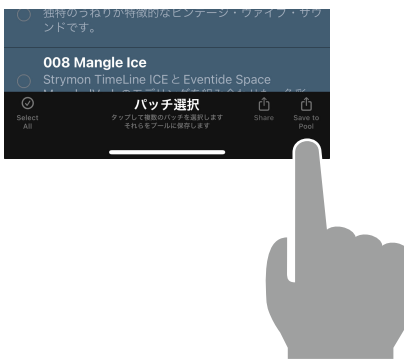 独特のうねりが特徴的なビンテージ・ヴァイブ・サウ
ンドです。
008 Mangle Ice
Strymon TimeLine ICE と Eventide Space
パッチ選択
タップして複数のパッチを選択します
それらをプールに保存します
Select
All
Share
Save to
Pool